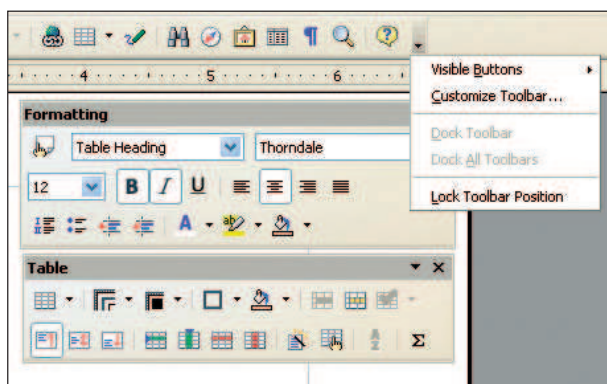 4 5 6
Visible Buttons
Customize Toolbar...
Dock Toolbar
Dock All Toolbars
Lock Toolbar Position
Formatting
Table Heading Thorndale
12 B I U
A ab
Table
A Z Σ